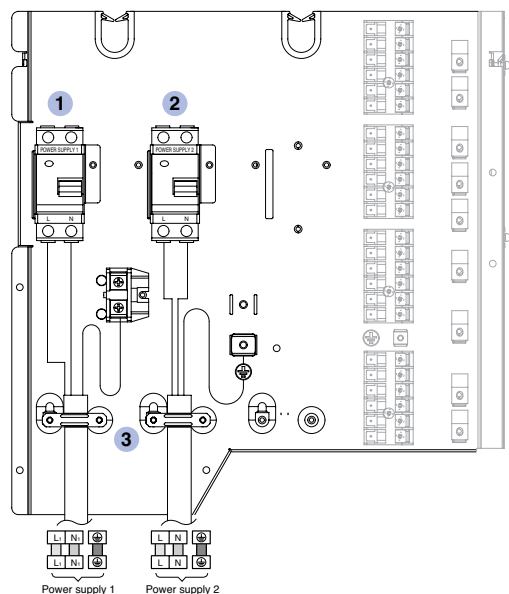 1
2
POWER SUPPLY 1
POWER SUPPLY 2
L N
L N
3
L1 N1
L N
L1 N1
L N
Power supply 1
Power supply 2